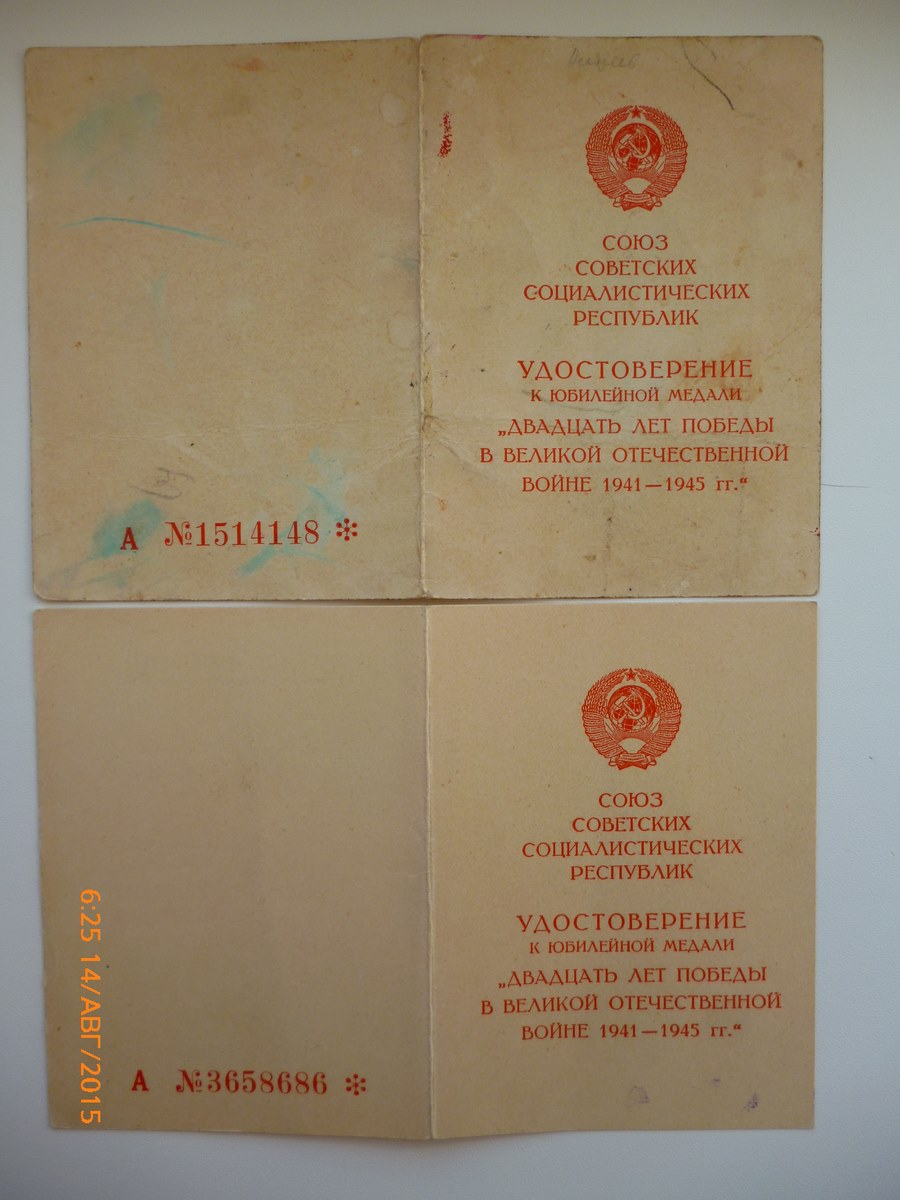 СОЮЗ
СОВЕТСКИХ
СОЦИАЛИСТИЧЕСКИХ
РЕСПУБЛИК
УДОСТОВЕРЕНИЕ
К ЮБИЛЕЙНОЙ МЕДАЛИ
„ДВАДЦАТЬ ЛЕТ ПОБЕДЫ
В ВЕЛИКОЙ ОТЕЧЕСТВЕННОЙ
ВОЙНЕ 1941—1945 гг.“
А №1514148 *
СОЮЗ
СОВЕТСКИХ
СОЦИАЛИСТИЧЕСКИХ
РЕСПУБЛИК
УДОСТОВЕРЕНИЕ
К ЮБИЛЕЙНОЙ МЕДАЛИ
„ДВАДЦАТЬ ЛЕТ ПОБЕДЫ
В ВЕЛИКОЙ ОТЕЧЕСТВЕННОЙ
ВОЙНЕ 1941—1945 гг.“
А №3658686 *
6:25 14/АВГ/2015